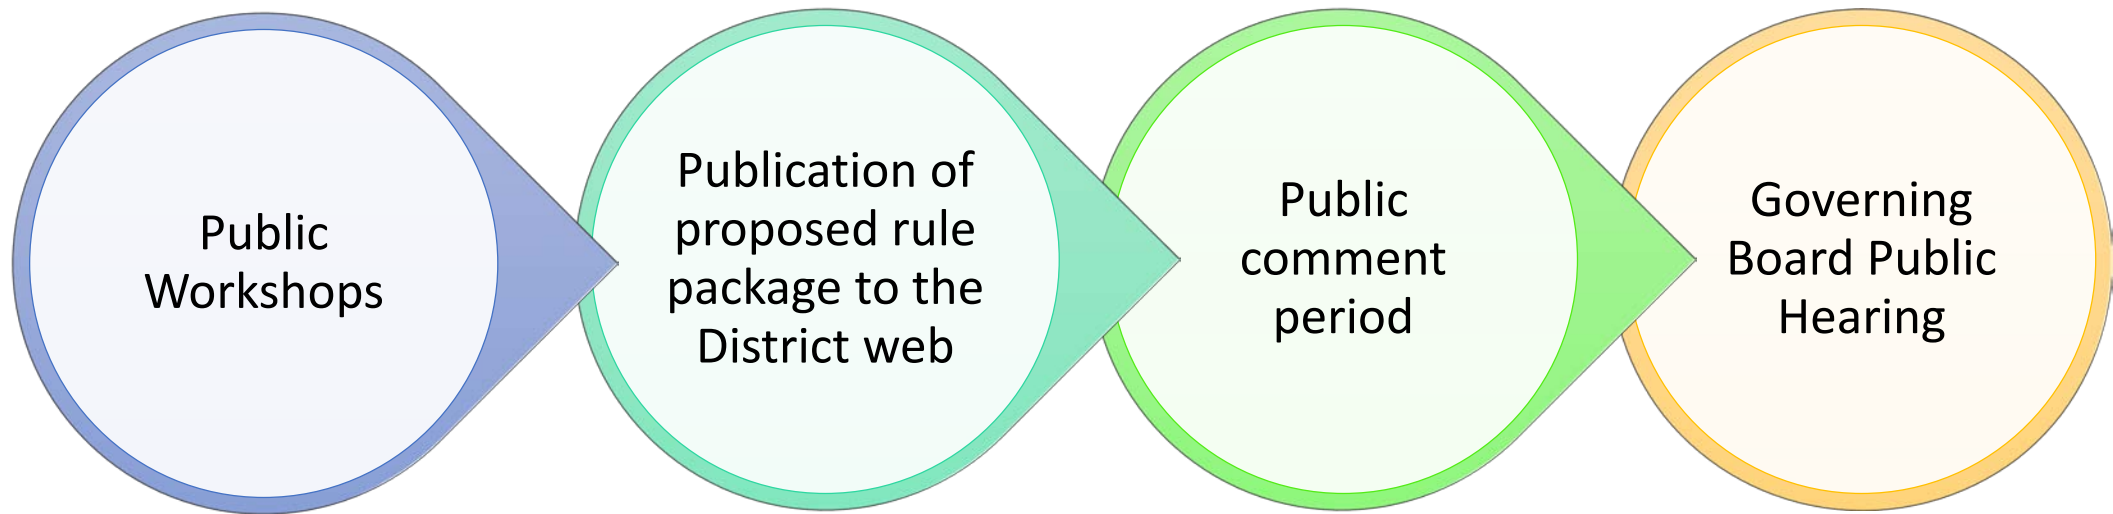 Public
Workshops
Publication of
proposed rule
package to the
District web
Public
comment
period
Governing
Board Public
Hearing